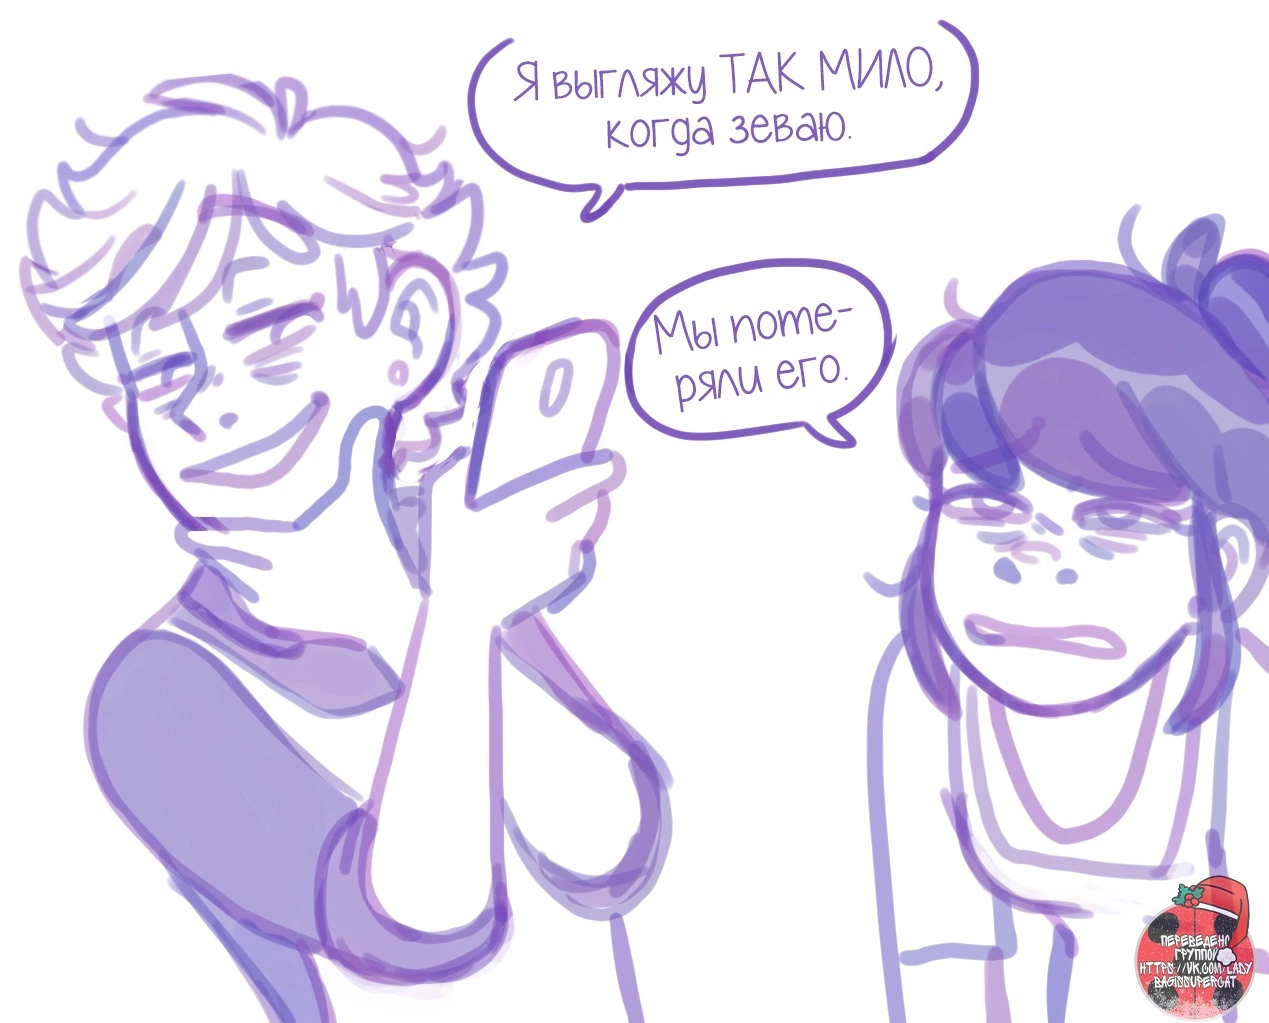 Я выгляжу ТАК МИЛО,
когда зеваю.
Мы поте-
ряли его.
ПЕРЕВЕДЕНО
ГРУППОЙ
HTTPS://VK.COM/LADY
BAGISSUPERCAT